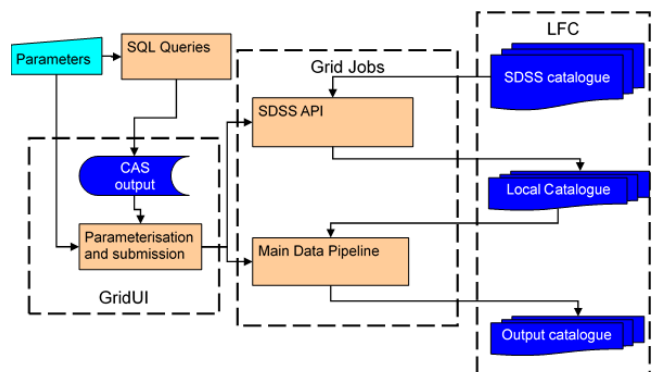 Parameters
SQL Queries
Grid Jobs
LFC
SDSS catalogue
SDSS API
CAS
output
Local Catalogue
Parameterisation
and submission
Main Data Pipeline
GridUI
Output catalogue